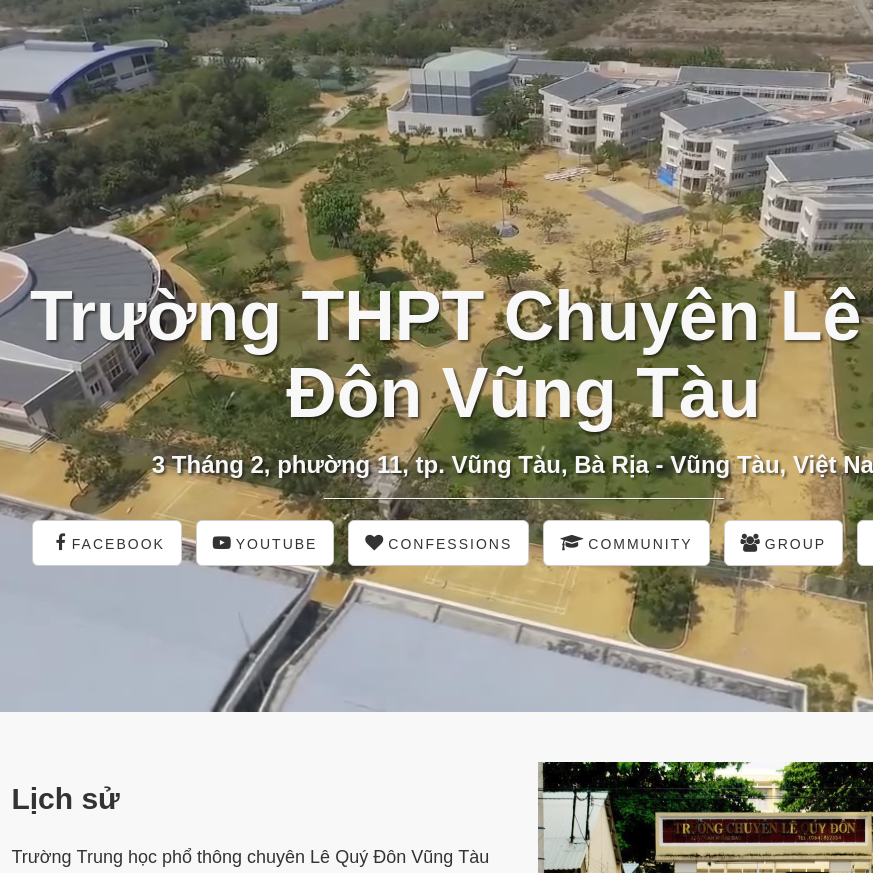 Trường THPT Chuyên Lê
Đôn Vũng Tàu
3 Tháng 2, phường 11, tp. Vũng Tàu, Bà Rịa - Vũng Tàu, Việt Na
FACEBOOK YOUTUBE CONFESSIONS COMMUNITY GROUP
Lịch sử
TRƯỜNG CHUYÊN LÊ QUÝ ĐÔN
Trường Trung học phổ thông chuyên Lê Quý Đôn Vũng Tàu